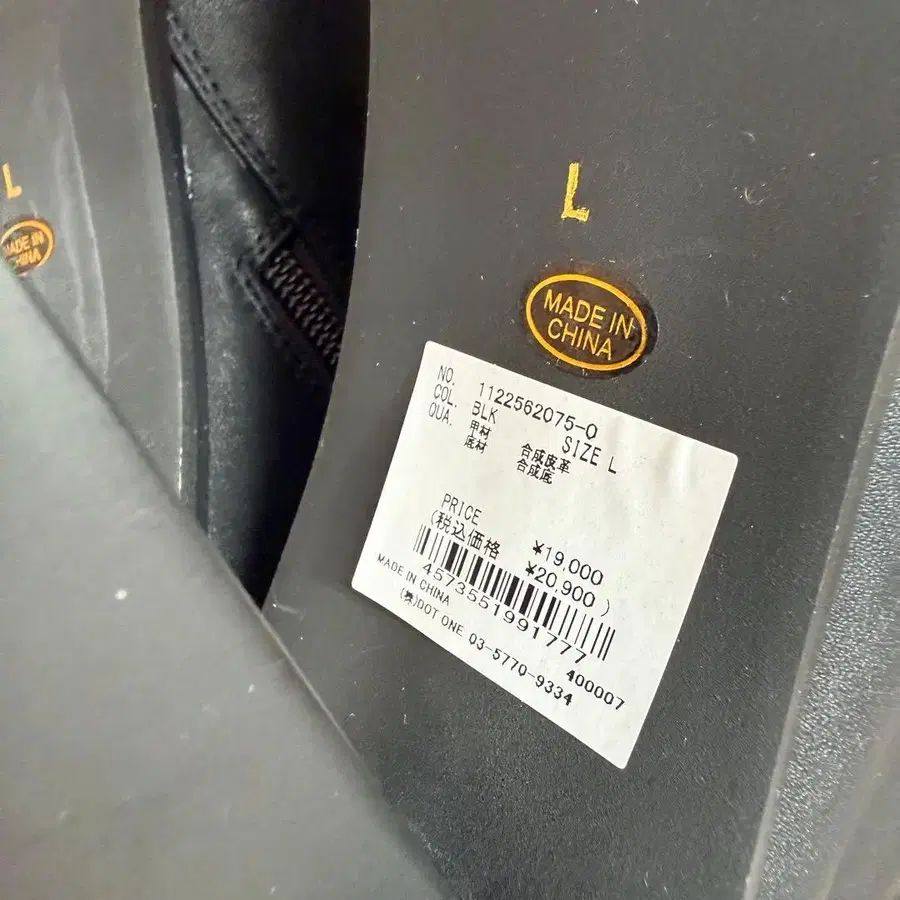 L
MADE IN
CHINA
L
MADE IN
CHINA
NO. 1122562075-0
COL. BLK SIZE L
QUA. 甲材 合成皮革
底材 合成底
PRICE ¥19,000
(税込価格 ¥20,900)
4573551991777
MADE IN CHINA 400007
(株)DOT ONE 03-5770-9334